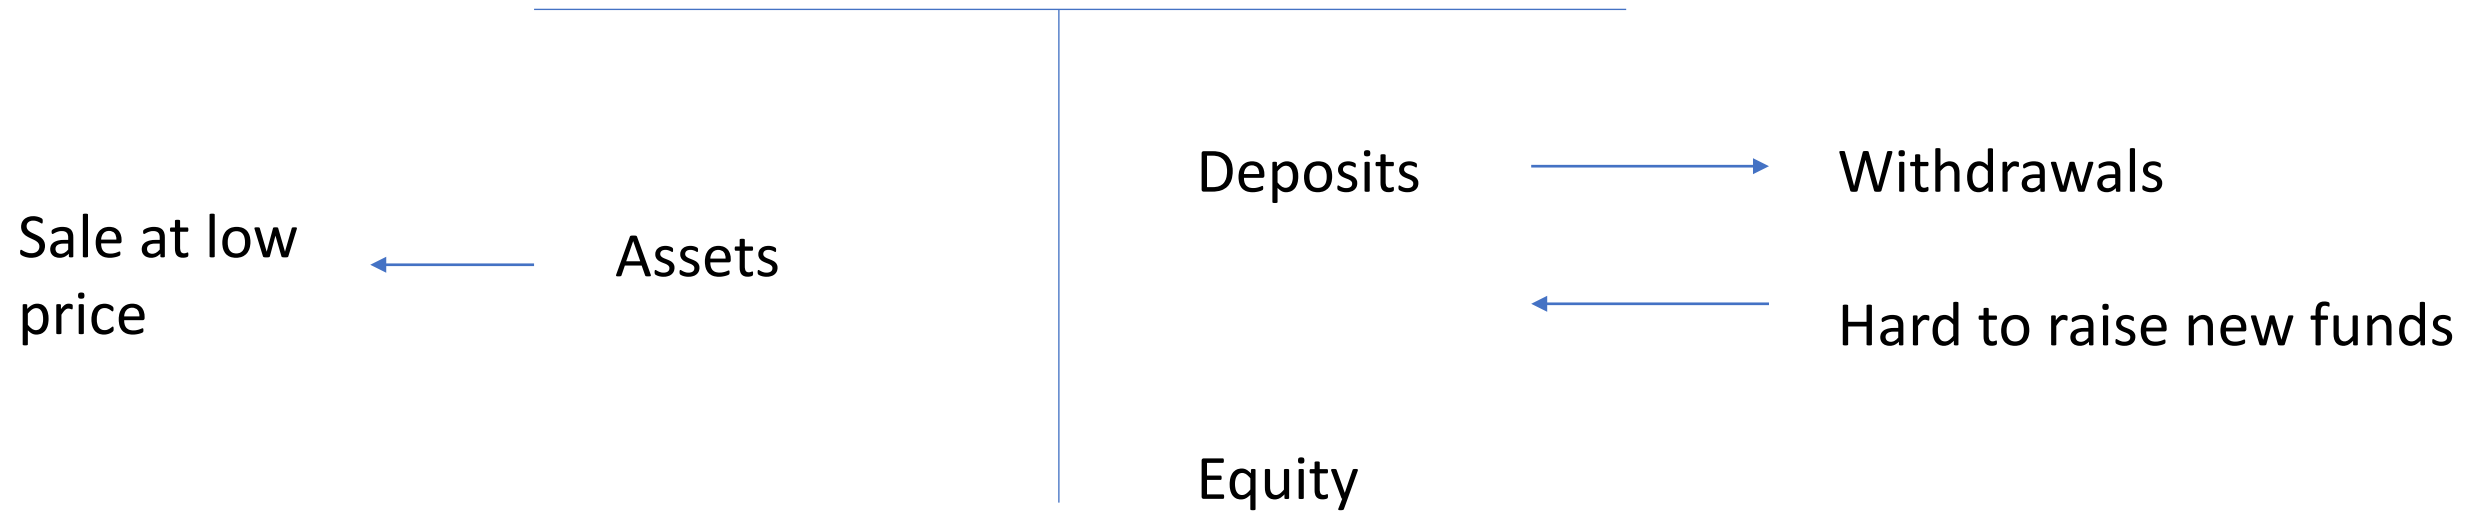 Sale at low
price
Assets
Deposits
Withdrawals
Hard to raise new funds
Equity